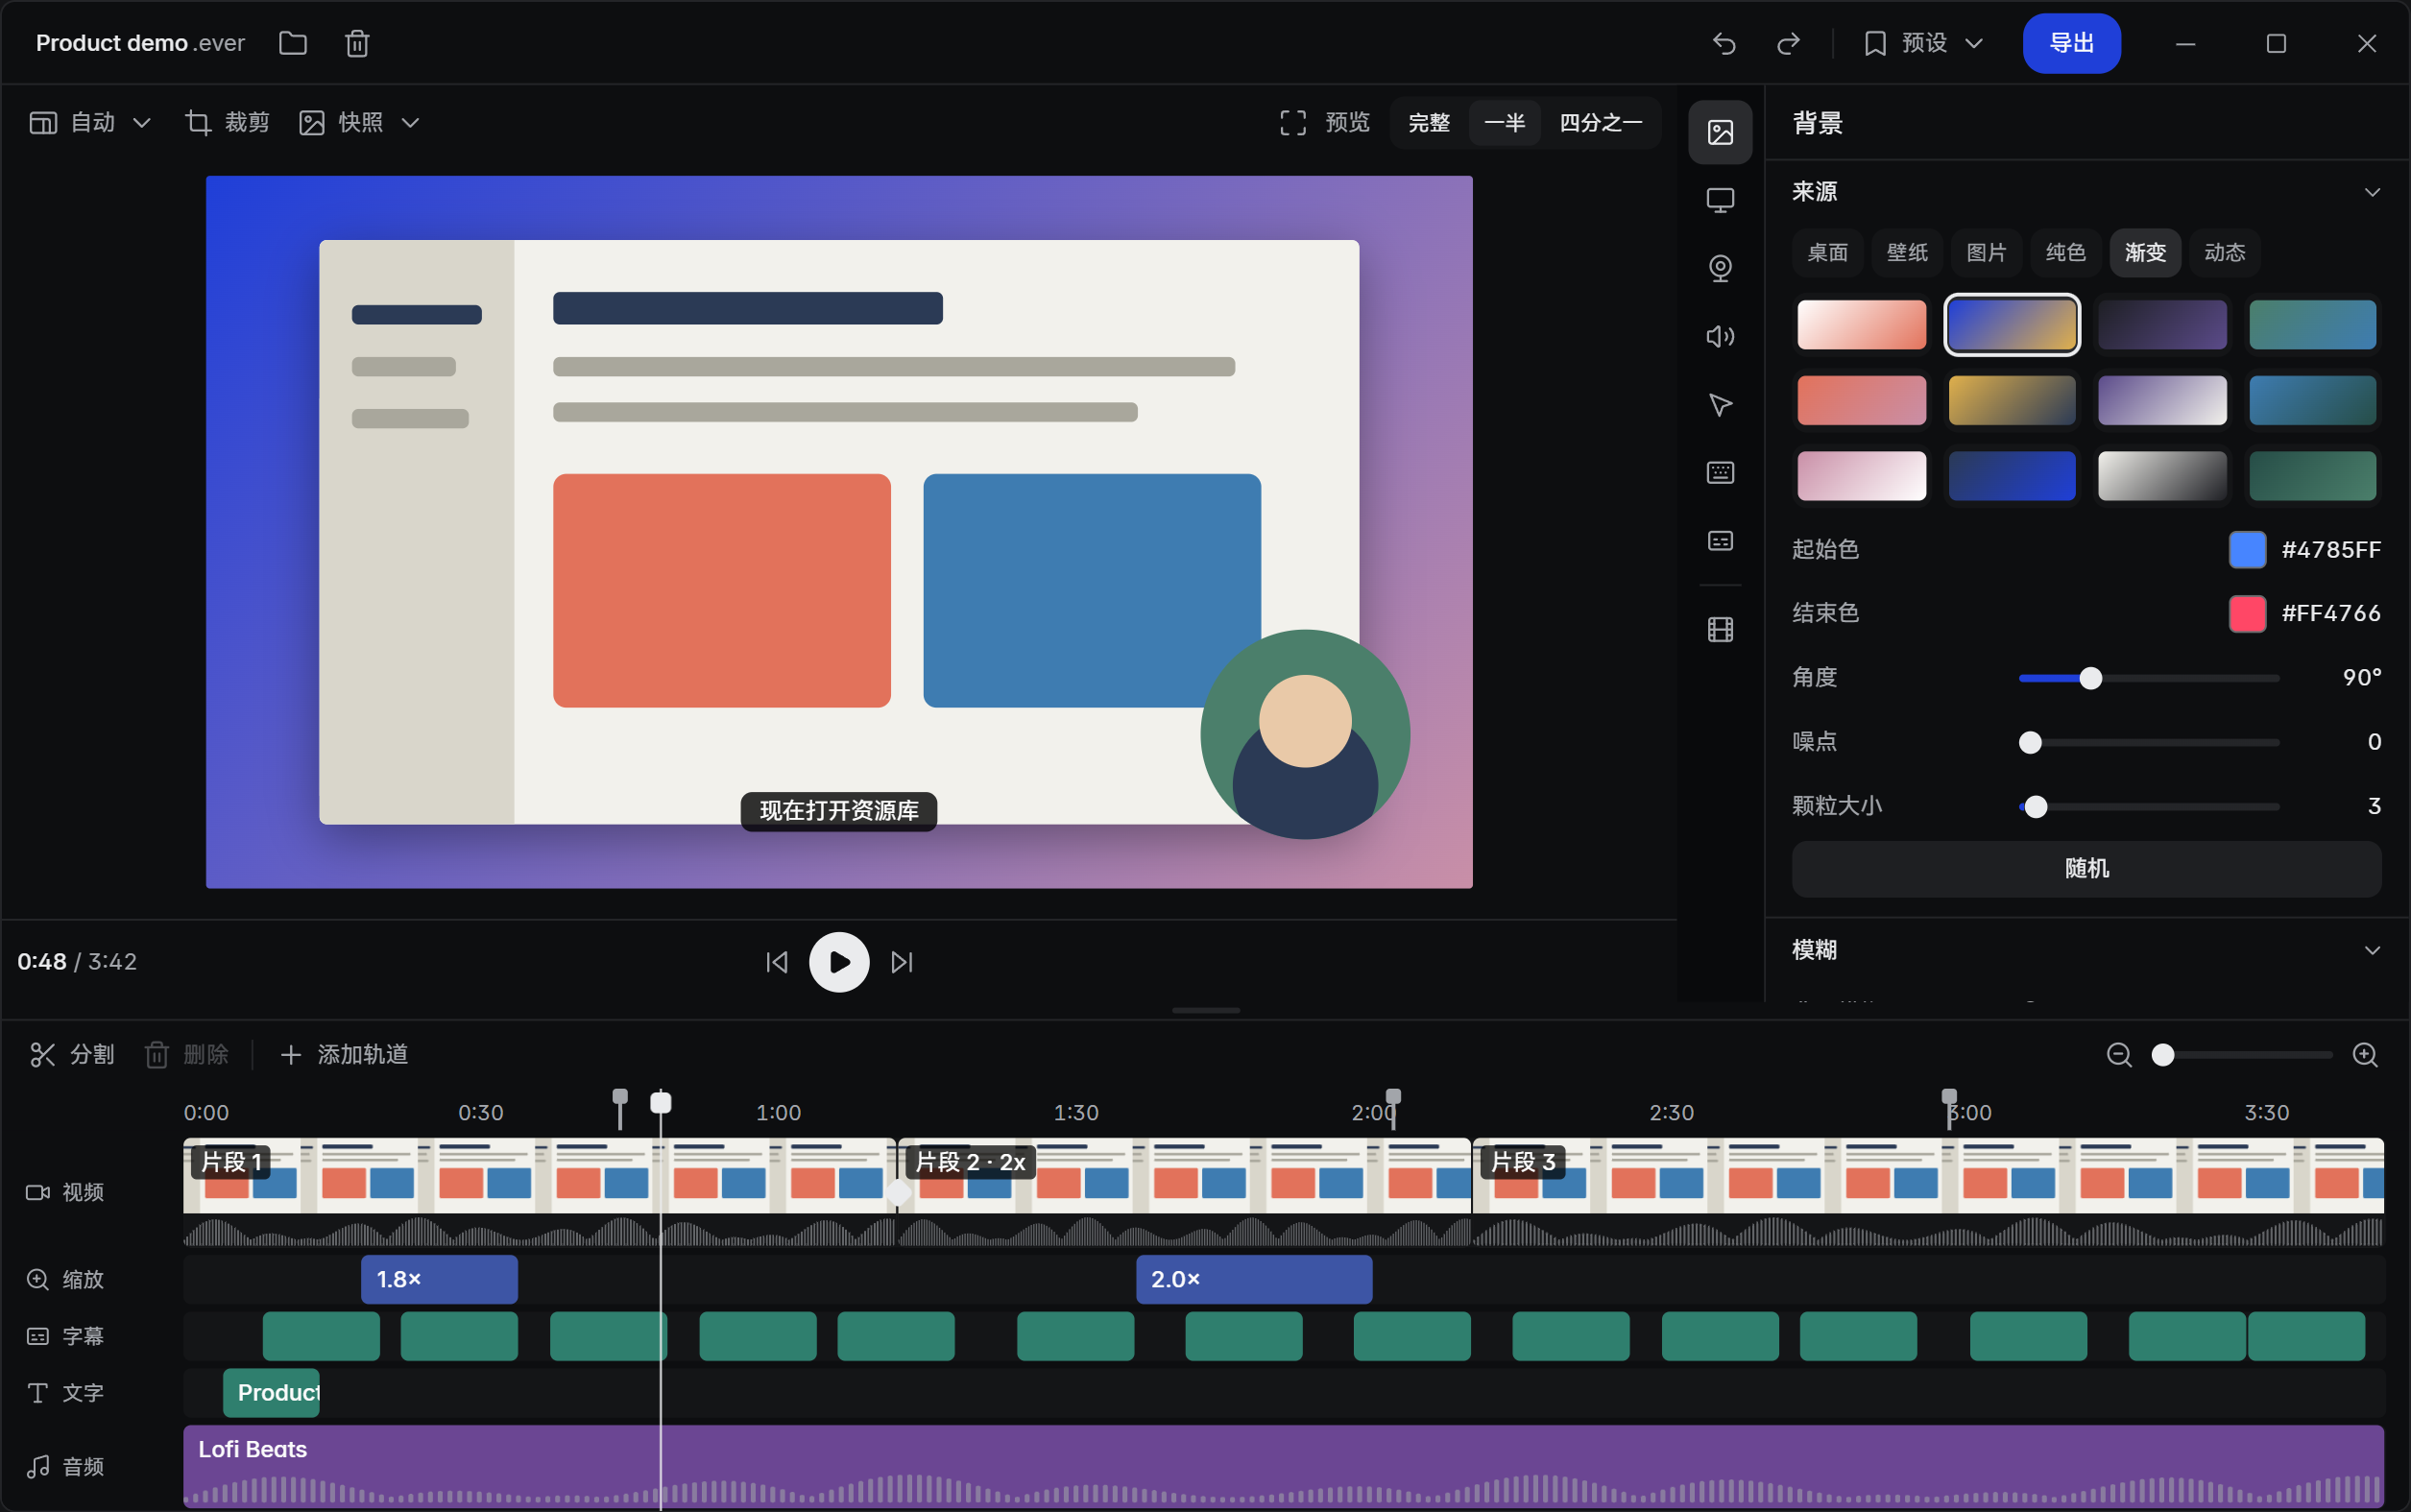 Product demo .ever
预设
导出
自动
裁剪
快照
预览
完整
一半
四分之一
背景
来源
桌面
壁纸
图片
纯色
渐变
动态
起始色
#4785FF
结束色
#FF4766
角度
90°
噪点
0
颗粒大小
3
随机
模糊
现在打开资源库
0:48 / 3:42
分割
删除
添加轨道
0:00
0:30
1:00
1:30
2:00
2:30
3:00
3:30
视频
片段 1
片段 2 · 2x
片段 3
缩放
1.8×
2.0×
字幕
文字
Product
音频
Lofi Beats